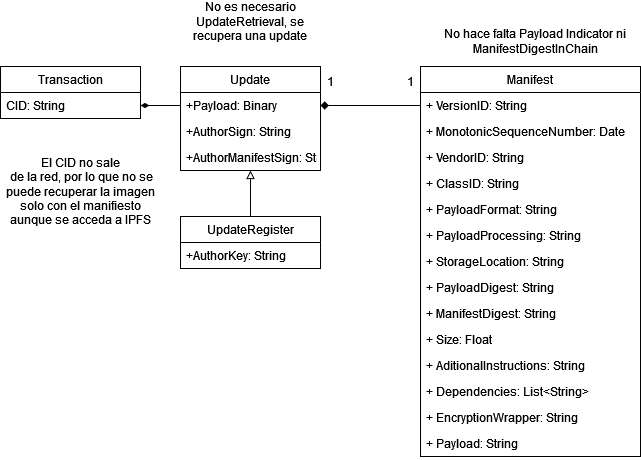 No es necesario
UpdateRetrieval, se
recupera una update
No hace falta Payload Indicator ni
ManifestDigestInChain
Transaction
CID: String
Update
+Payload: Binary
+AuthorSign: String
+AuthorManifestSign: St
1
1
Manifest
+ VersionID: String
+ MonotonicSequenceNumber: Date
+ VendorID: String
+ ClassID: String
+ PayloadFormat: String
+ PayloadProcessing: String
+ StorageLocation: String
+ PayloadDigest: String
+ ManifestDigest: String
+ Size: Float
+ AditionalInstructions: String
+ Dependencies: List<String>
+ EncryptionWrapper: String
+ Payload: String
El CID no sale
de la red, por lo que no se
puede recuperar la imagen
solo con el manifiesto
aunque se acceda a IPFS
UpdateRegister
+AuthorKey: String